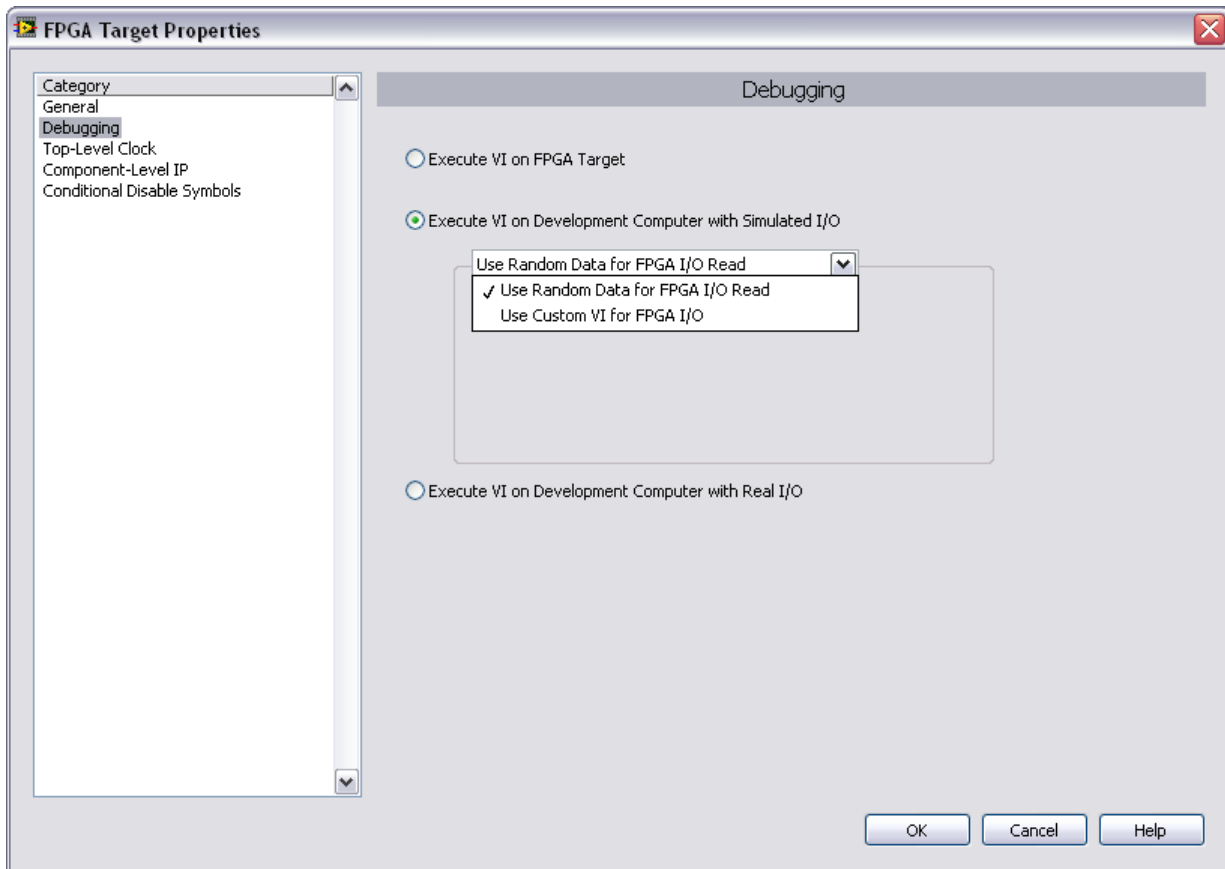 FPGA Target Properties
Category
General
Debugging
Top-Level Clock
Component-Level IP
Conditional Disable Symbols
Debugging
Execute VI on FPGA Target
Execute VI on Development Computer with Simulated I/O
Use Random Data for FPGA I/O Read
Use Random Data for FPGA I/O Read
Use Custom VI for FPGA I/O
Execute VI on Development Computer with Real I/O
OK Cancel Help